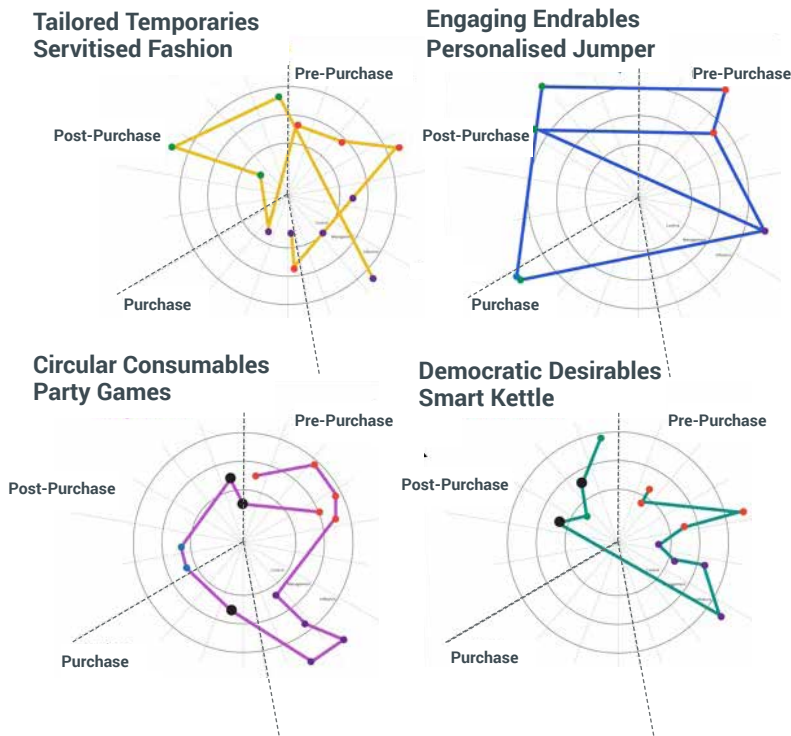 Tailored Temporaries
Servitised Fashion
Pre-Purchase
Post-Purchase
Purchase
Engaging Endrables
Personalised Jumper
Pre-Purchase
Post-Purchase
Purchase
Circular Consumables
Party Games
Pre-Purchase
Post-Purchase
Purchase
Democratic Desirables
Smart Kettle
Pre-Purchase
Post-Purchase
Purchase